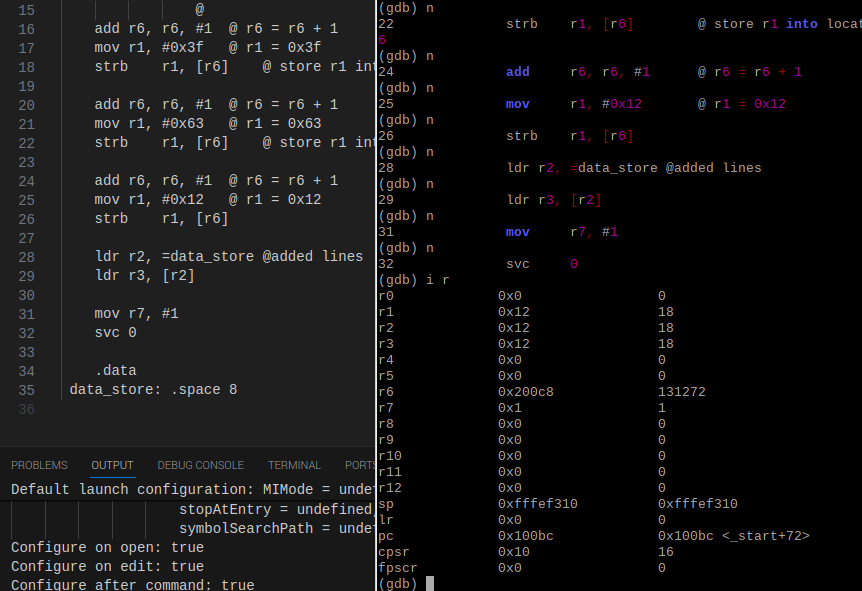 15 @
16 add r6, r6, #1 @ r6 = r6 + 1
17 mov r1, #0x3f @ r1 = 0x3f
18 strb r1, [r6] @ store r1 int
19
20 add r6, r6, #1 @ r6 = r6 + 1
21 mov r1, #0x63 @ r1 = 0x63
22 strb r1, [r6] @ store r1 int
23
24 add r6, r6, #1 @ r6 = r6 + 1
25 mov r1, #0x12 @ r1 = 0x12
26 strb r1, [r6]
27
28 ldr r2, =data_store @added lines
29 ldr r3, [r2]
30
31 mov r7, #1
32 svc 0
33
34 .data
35 data_store: .space 8
36
PROBLEMS OUTPUT DEBUG CONSOLE TERMINAL PORTS
Default launch configuration: MIMode = undef
stopAtEntry = undefined,
symbolSearchPath = undef
Configure on open: true
Configure on edit: true
Configure after command: true
(gdb) n
22 strb r1, [r6] @ store r1 into locat
6
(gdb) n
24 add r6, r6, #1 @ r6 = r6 + 1
(gdb) n
25 mov r1, #0x12 @ r1 = 0x12
(gdb) n
26 strb r1, [r6]
(gdb) n
28 ldr r2, =data_store @added lines
(gdb) n
29 ldr r3, [r2]
(gdb) n
31 mov r7, #1
(gdb) n
32 svc 0
(gdb) i r
r0 0x0 0
r1 0x12 18
r2 0x12 18
r3 0x12 18
r4 0x0 0
r5 0x0 0
r6 0x200c8 131272
r7 0x1 1
r8 0x0 0
r9 0x0 0
r10 0x0 0
r11 0x0 0
r12 0x0 0
sp 0xfffef310 0xfffef310
lr 0x0 0
pc 0x100bc 0x100bc <_start+72>
cpsr 0x10 16
fpscr 0x0 0
(gdb)